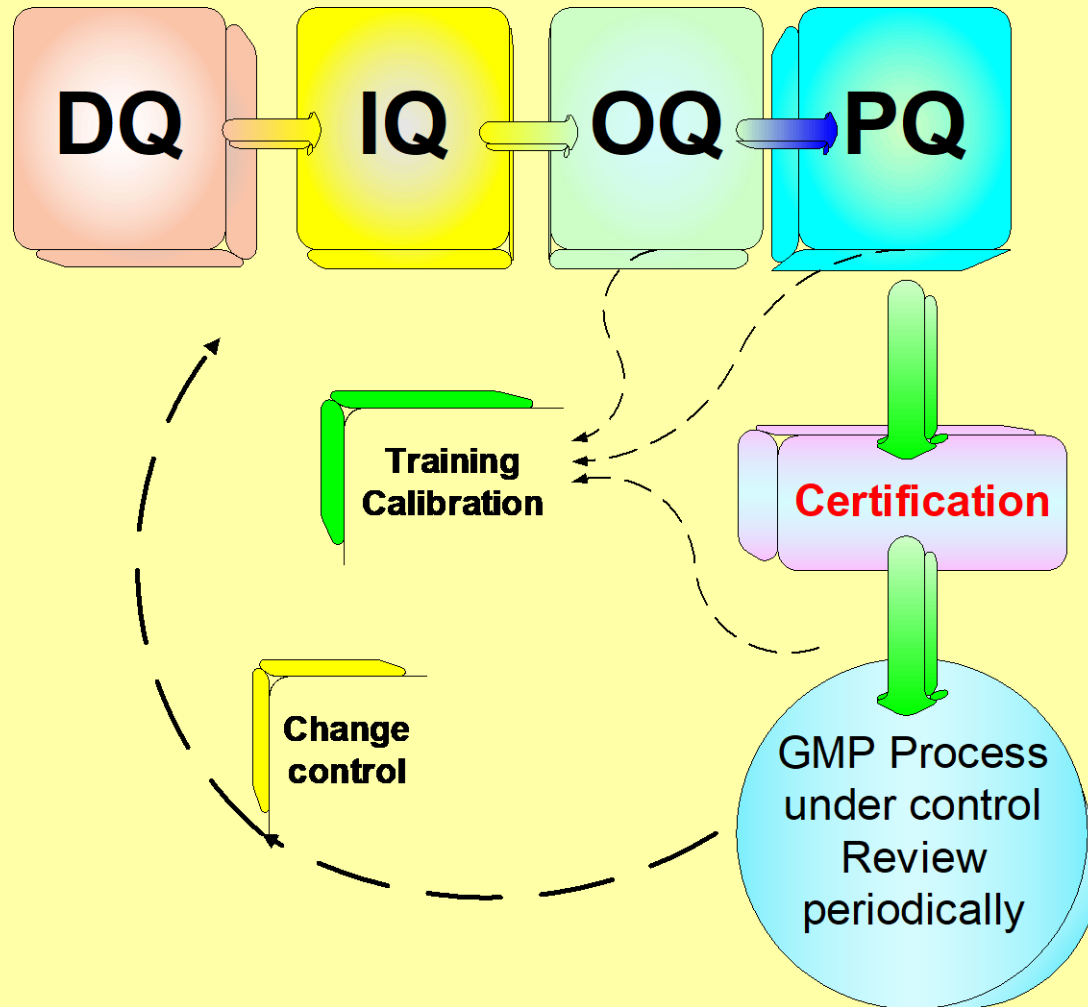 DQ
IQ
OQ
PQ
Training
Calibration
Certification
Change
control
GMP Process
under control
Review
periodically